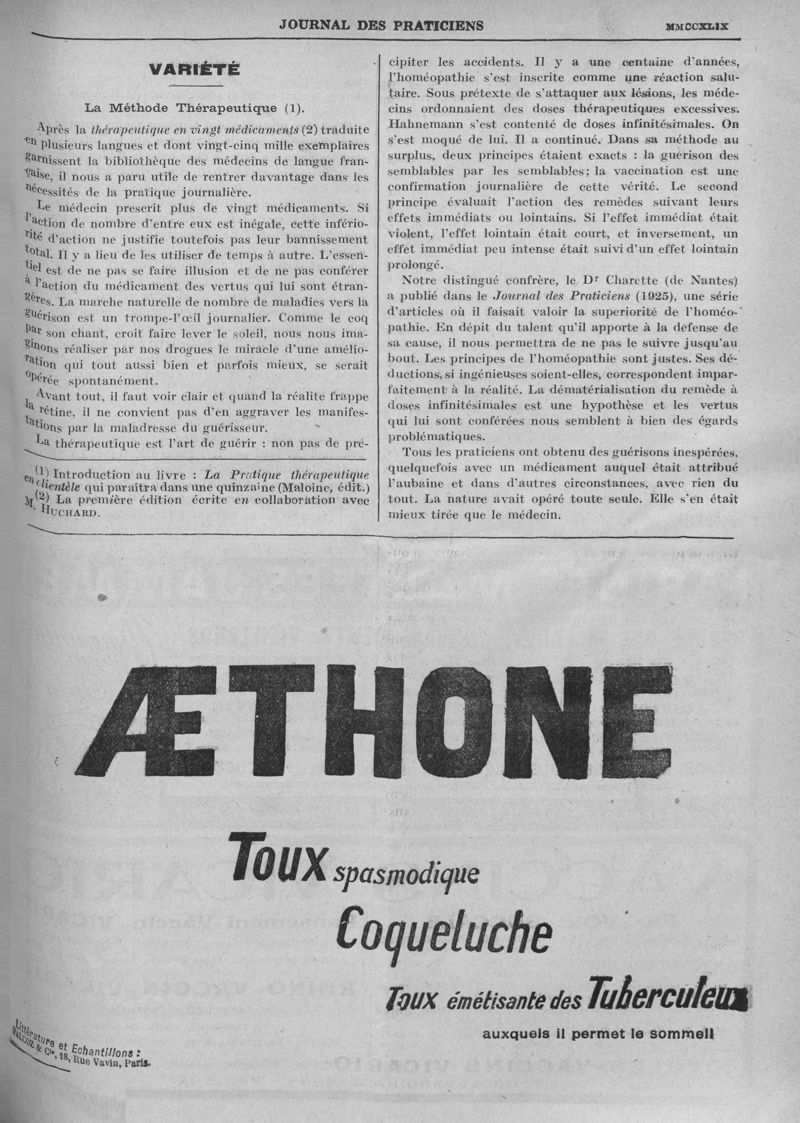 JOURNAL DES PRATICIENS
MMCCXLIX
VARIÉTÉ
La Méthode Thérapeutique (1).
Après la thérapeutique en vingt médicaments (2) traduite
en plusieurs langues et dont vingt-cinq mille exemplaires
garnissent la bibliothèque des médecins de langue fran-
çaise, il nous a paru utile de rentrer davantage dans les
nécessités de la pratique journalière.
Le médecin prescrit plus de vingt médicaments. Si
l'action de nombre d'entre eux est inégale, cette infério-
rité d'action ne justifie toutefois pas leur bannissement
total. Il y a lieu de les utiliser de temps à autre. L'essen-
tiel est de ne pas se faire illusion et de ne pas conférer
à l'action du médicament des vertus qui lui sont étran-
gères. La marche naturelle de nombre de maladies vers la
guérison est un trompe-l'œil journalier. Comme le coq
par son chant, croit faire lever le soleil, nous nous ima-
ginons réaliser par nos drogues le miracle d'une amélio-
ration qui tout aussi bien et parfois mieux, se serait
opérée spontanément.
Avant tout, il faut voir clair et quand la réalite frappe
la rétine, il ne convient pas d'en aggraver les manifes-
tations par la maladresse du guérisseur.
La thérapeutique est l'art de guérir : non pas de pré-
(1) Introduction au livre : La Pratique thérapeutique
en clientèle qui paraîtra dans une quinzaine (Maloine, édit.)
(2) La première édition écrite en collaboration avec
M. HUCHARD.
cipiter les accidents. Il y a une centaine d'années,
l'homéopathie s'est inscrite comme une réaction salu-
taire. Sous prétexte de s'attaquer aux lésions, les méde-
cins ordonnaient des doses thérapeutiques excessives.
Hahnemann s'est contenté de doses infinitésimales. On
s'est moqué de lui. Il a continué. Dans sa méthode au
surplus, deux principes étaient exacts : la guérison des
semblables par les semblables; la vaccination est une
confirmation journalière de cette vérité. Le second
principe évaluait l'action des remèdes suivant leurs
effets immédiats ou lointains. Si l'effet immédiat était
violent, l'effet lointain était court, et inversement, un
effet immédiat peu intense était suivi d'un effet lointain
prolongé.
Notre distingué confrère, le Dr Charette (de Nantes)
a publié dans le Journal des Praticiens (1925), une série
d'articles où il faisait valoir la superiorité de l'homéo-
pathie. En dépit du talent qu'il apporte à la defense de
sa cause, il nous permettra de ne pas le suivre jusqu'au
bout. Les principes de l'homéopathie sont justes. Ses dé-
ductions, si ingénieuses soient-elles, correspondent impar-
faitement à la réalité. La dématérialisation du remède à
doses infinitésimales est une hypothèse et les vertus
qui lui sont conférées nous semblent à bien des égards
problématiques.
Tous les praticiens ont obtenu des guérisons inespérées,
quelquefois avec un médicament auquel était attribué
l'aubaine et dans d'autres circonstances, avec rien du
tout. La nature avait opéré toute seule. Elle s'en était
mieux tirée que le médecin.
ÆTHONE
Toux spasmodique
Coqueluche
Toux émétisante des Tuberculeux
auxquels il permet le sommeil
Littérature et Echantillons :
& Cie, 18, Rue Vavin, Paris.